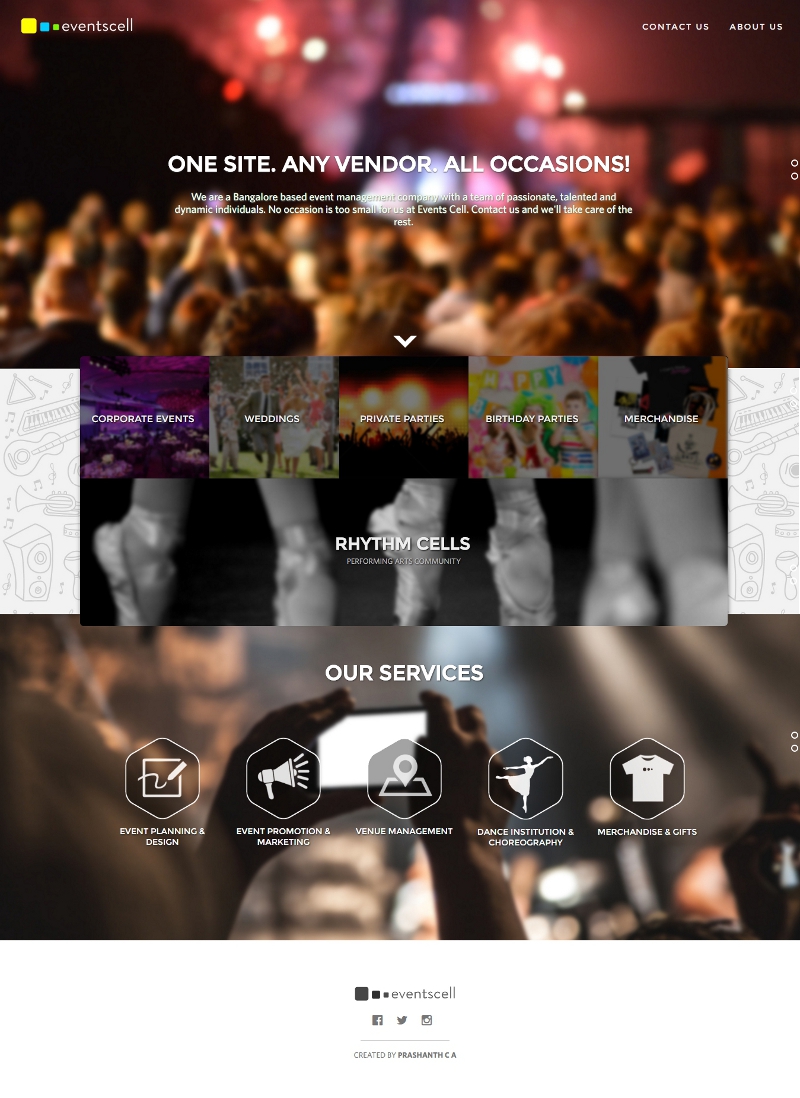 eventscell
CONTACT US
ABOUT US
ONE SITE. ANY VENDOR. ALL OCCASIONS!
We are a Bangalore based event management company with a team of passionate, talented and
dynamic individuals. No occasion is too small for us at Events Cell. Contact us and we'll take care of the
rest.
CORPORATE EVENTS
WEDDINGS
PRIVATE PARTIES
BIRTHDAY PARTIES
MERCHANDISE
RHYTHM CELLS
PERFORMING ARTS COMMUNITY
OUR SERVICES
EVENT PLANNING &
DESIGN
EVENT PROMOTION &
MARKETING
VENUE MANAGEMENT
DANCE INSTITUTION &
CHOREOGRAPHY
MERCHANDISE & GIFTS
eventscell
CREATED BY PRASHANTH C A